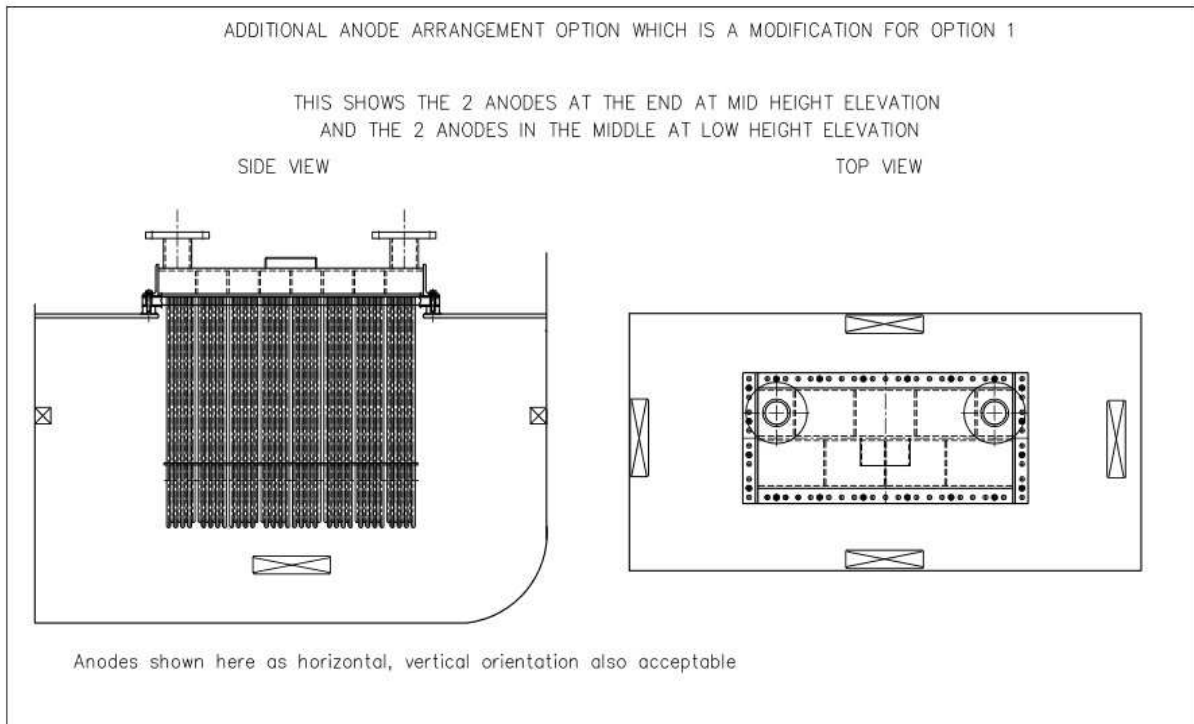 ADDITIONAL ANODE ARRANGEMENT OPTION WHICH IS A MODIFICATION FOR OPTION 1
THIS SHOWS THE 2 ANODES AT THE END AT MID HEIGHT ELEVATION
AND THE 2 ANODES IN THE MIDDLE AT LOW HEIGHT ELEVATION
SIDE VIEW
TOP VIEW
Anodes shown here as horizontal, vertical orientation also acceptable